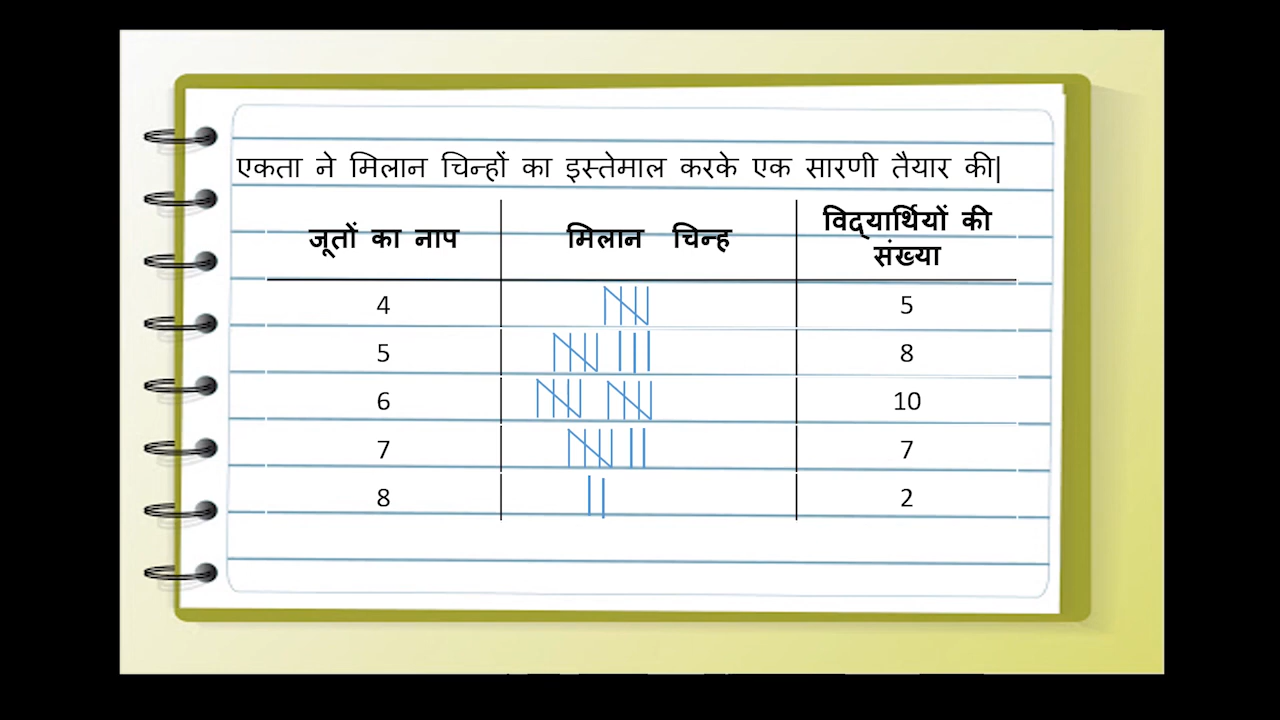 एकता ने मिलान चिन्हों का इस्तेमाल करके एक सारणी तैयार की|
जूतों का नाप मिलान चिन्ह विद्यार्थियों की
संख्या
4 5
5 8
6 10
7 7
8 2